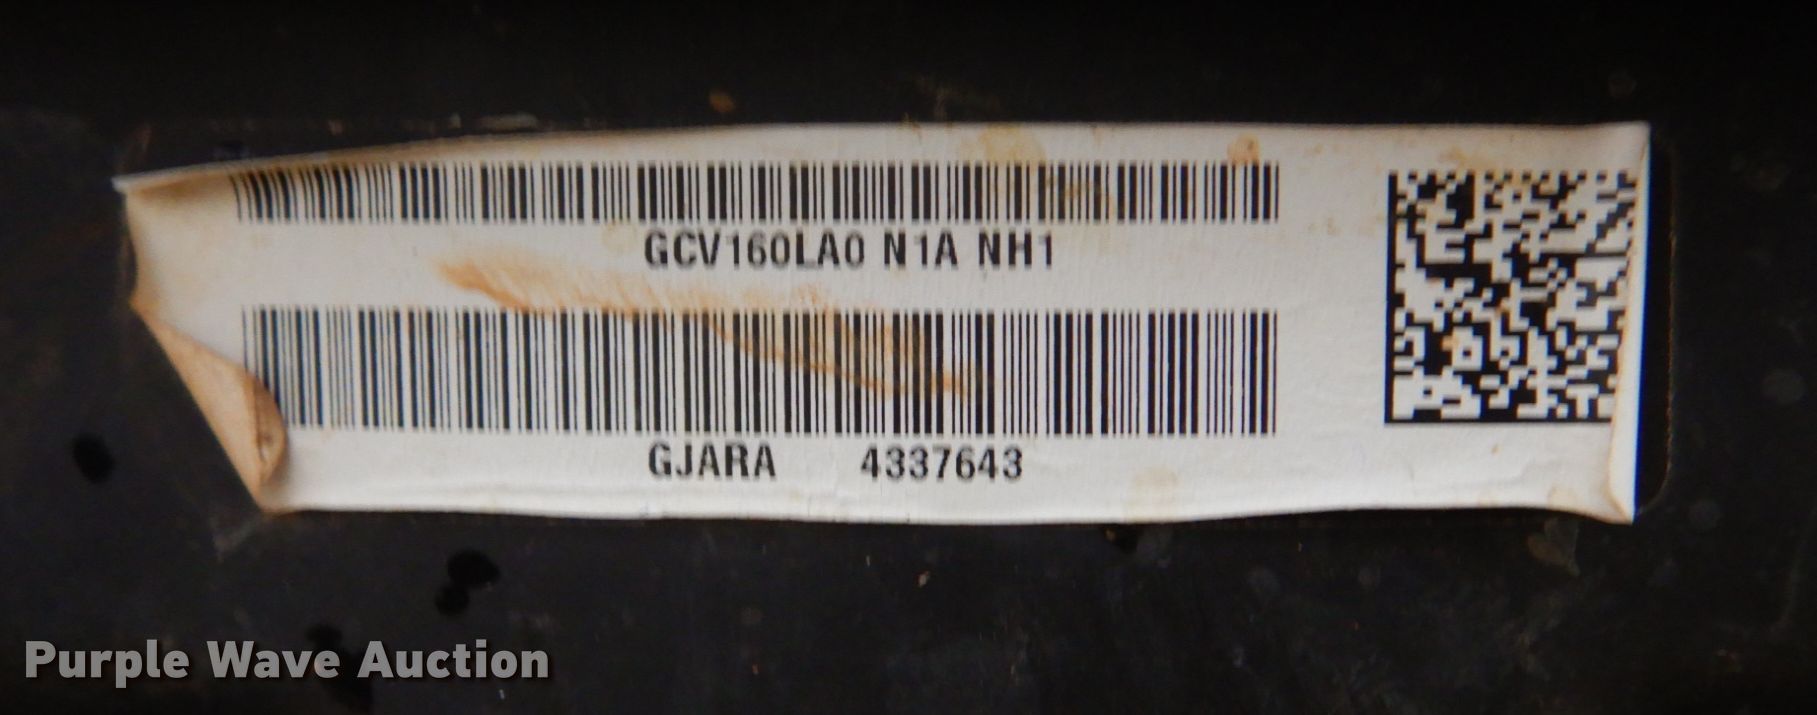 GCV160LA0 N1A NH1
GJARA 4337643
Purple Wave Auction